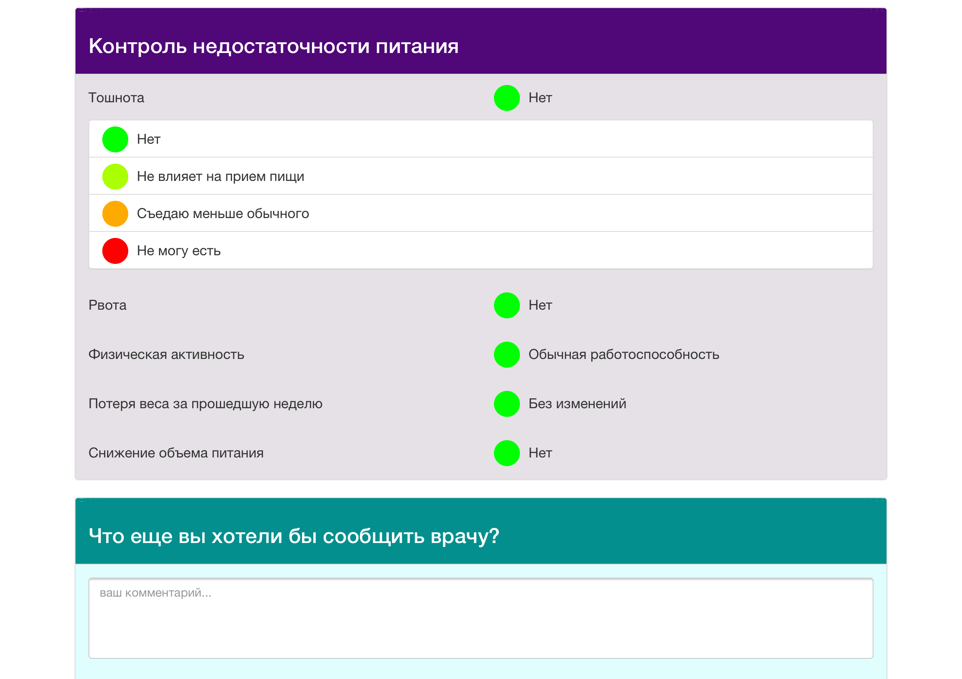 Контроль недостаточности питания
Тошнота Нет
Нет
Не влияет на прием пищи
Съедаю меньше обычного
Не могу есть
Рвота Нет
Физическая активность Обычная работоспособность
Потеря веса за прошедшую неделю Без изменений
Снижение объема питания Нет
Что еще вы хотели бы сообщить врачу?
ваш комментарий...